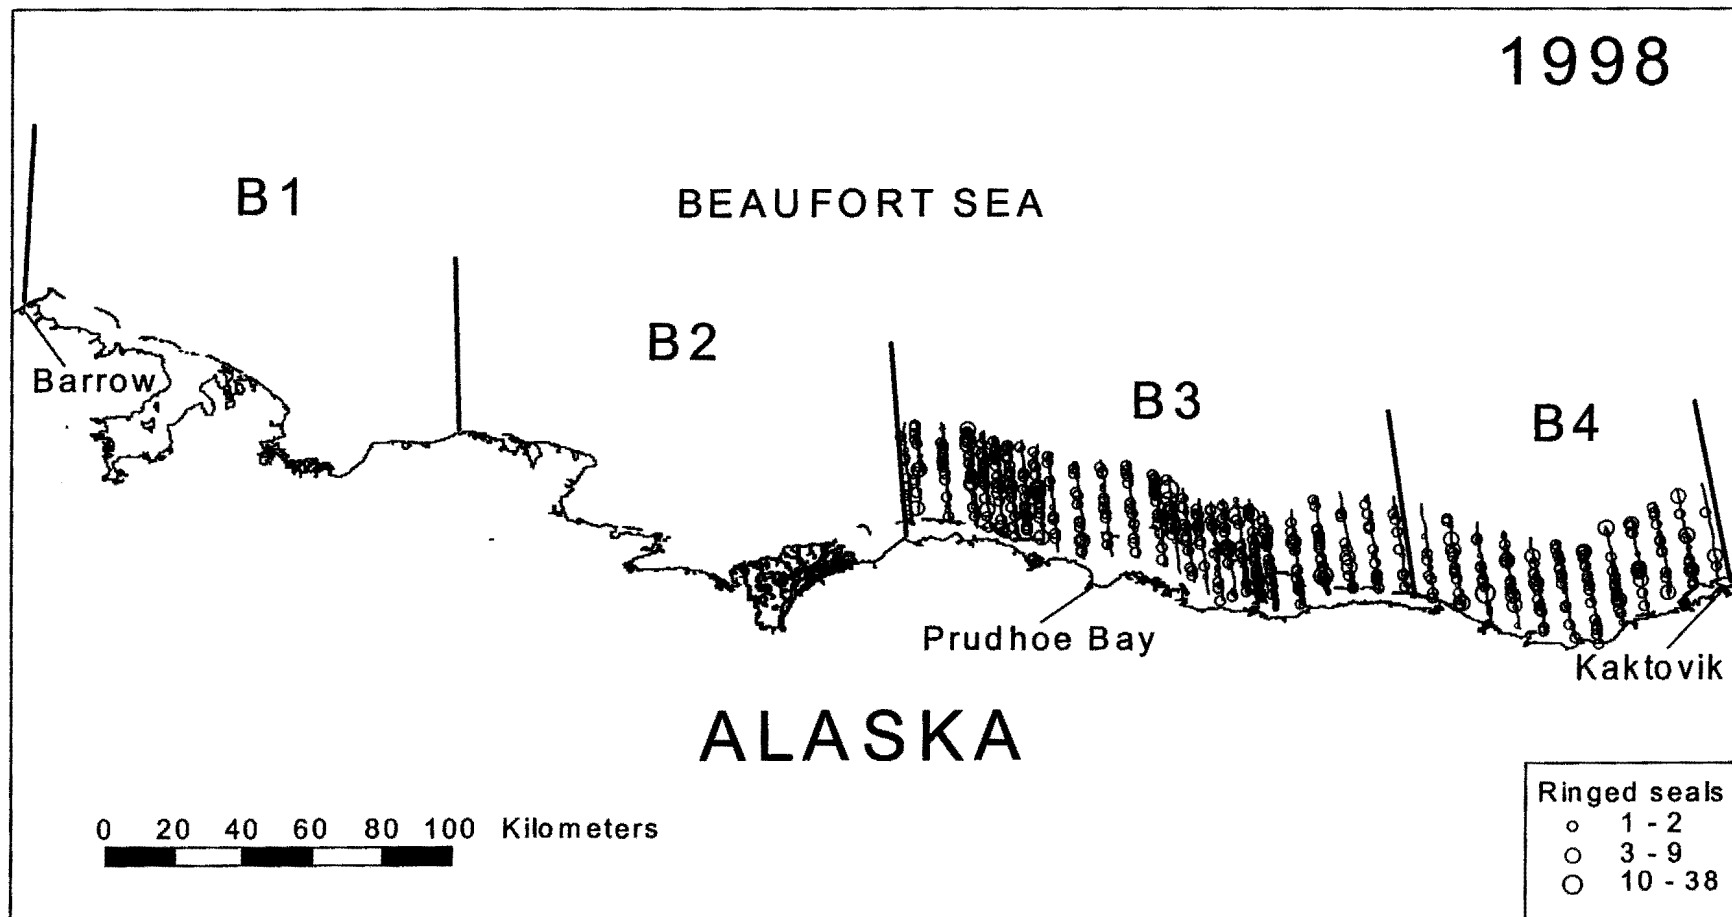 1998
B1
BEAUFORT SEA
B2
B3
B4
Barrow
Prudhoe Bay
Kaktovik
ALASKA
0 20 40 60 80 100 Kilometers
Ringed seals
1 - 2
3 - 9
10 - 38